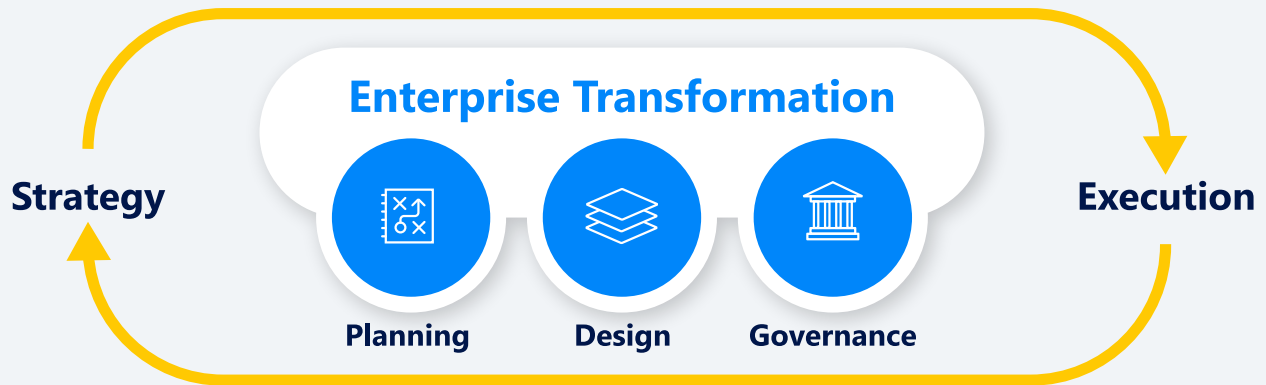 Enterprise Transformation
Strategy
Execution
Planning
Design
Governance